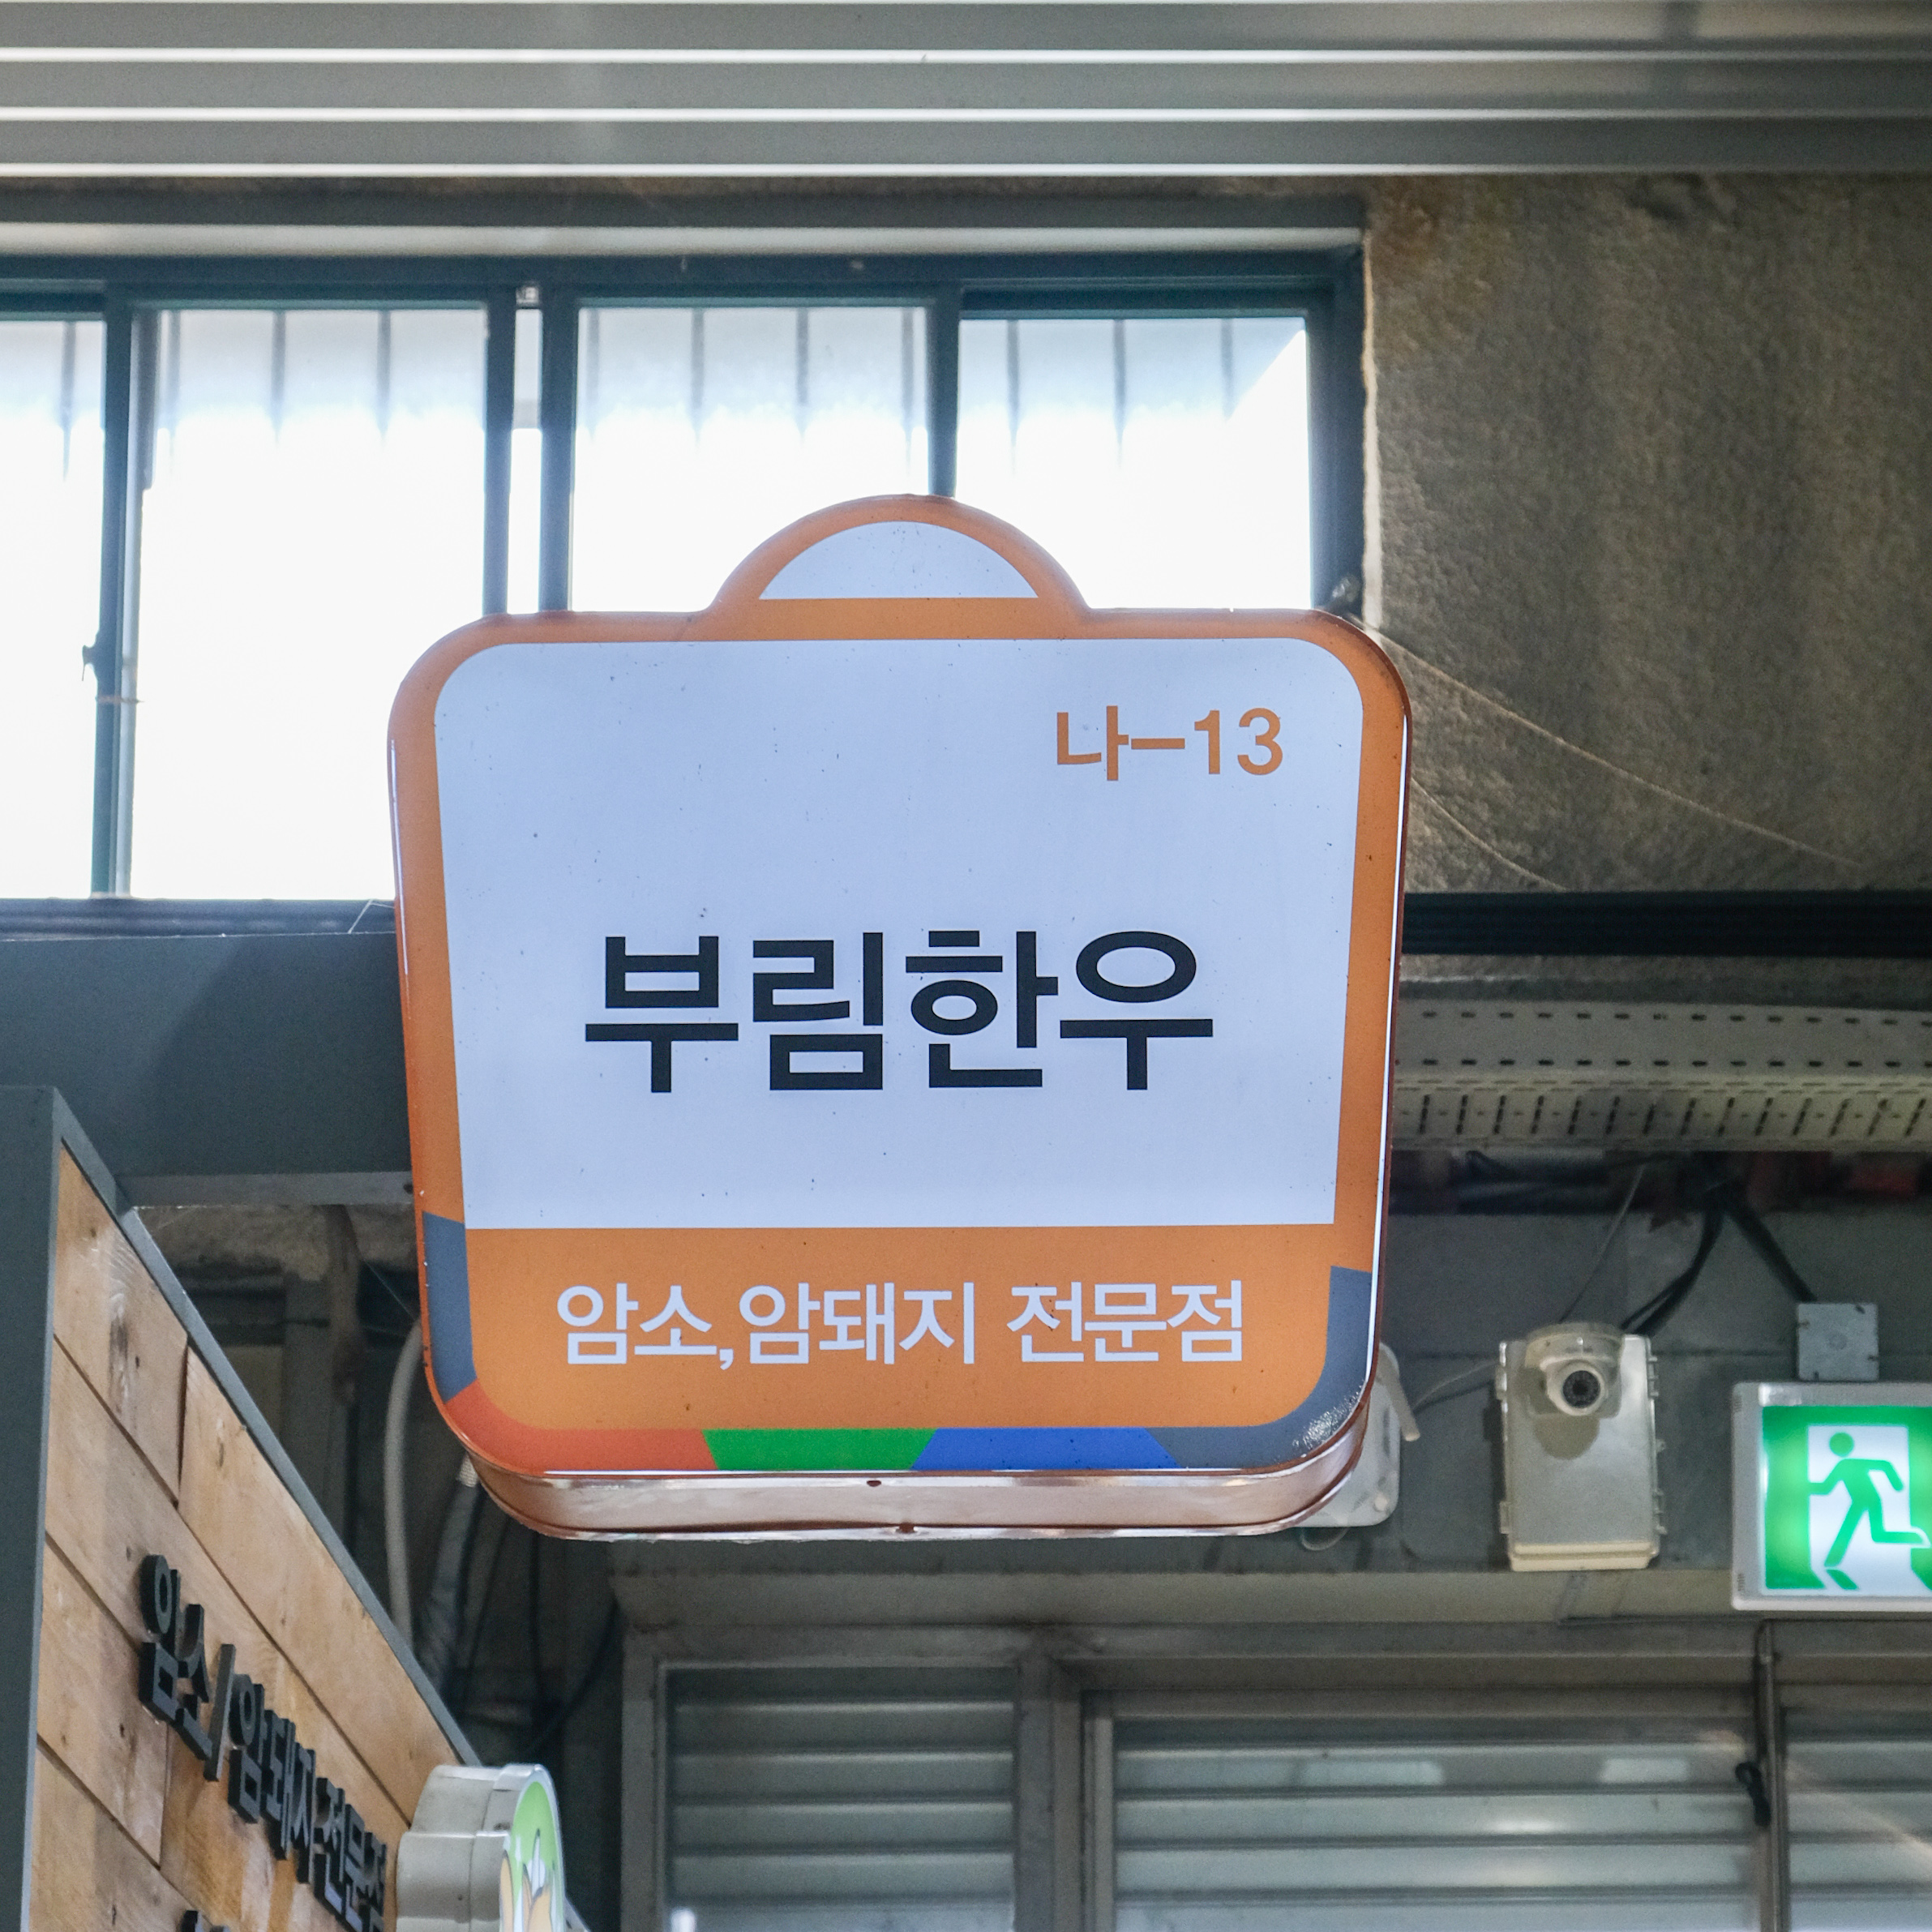 나-13
부림한우
암소,암돼지 전문점
암소/암돼지 전문점